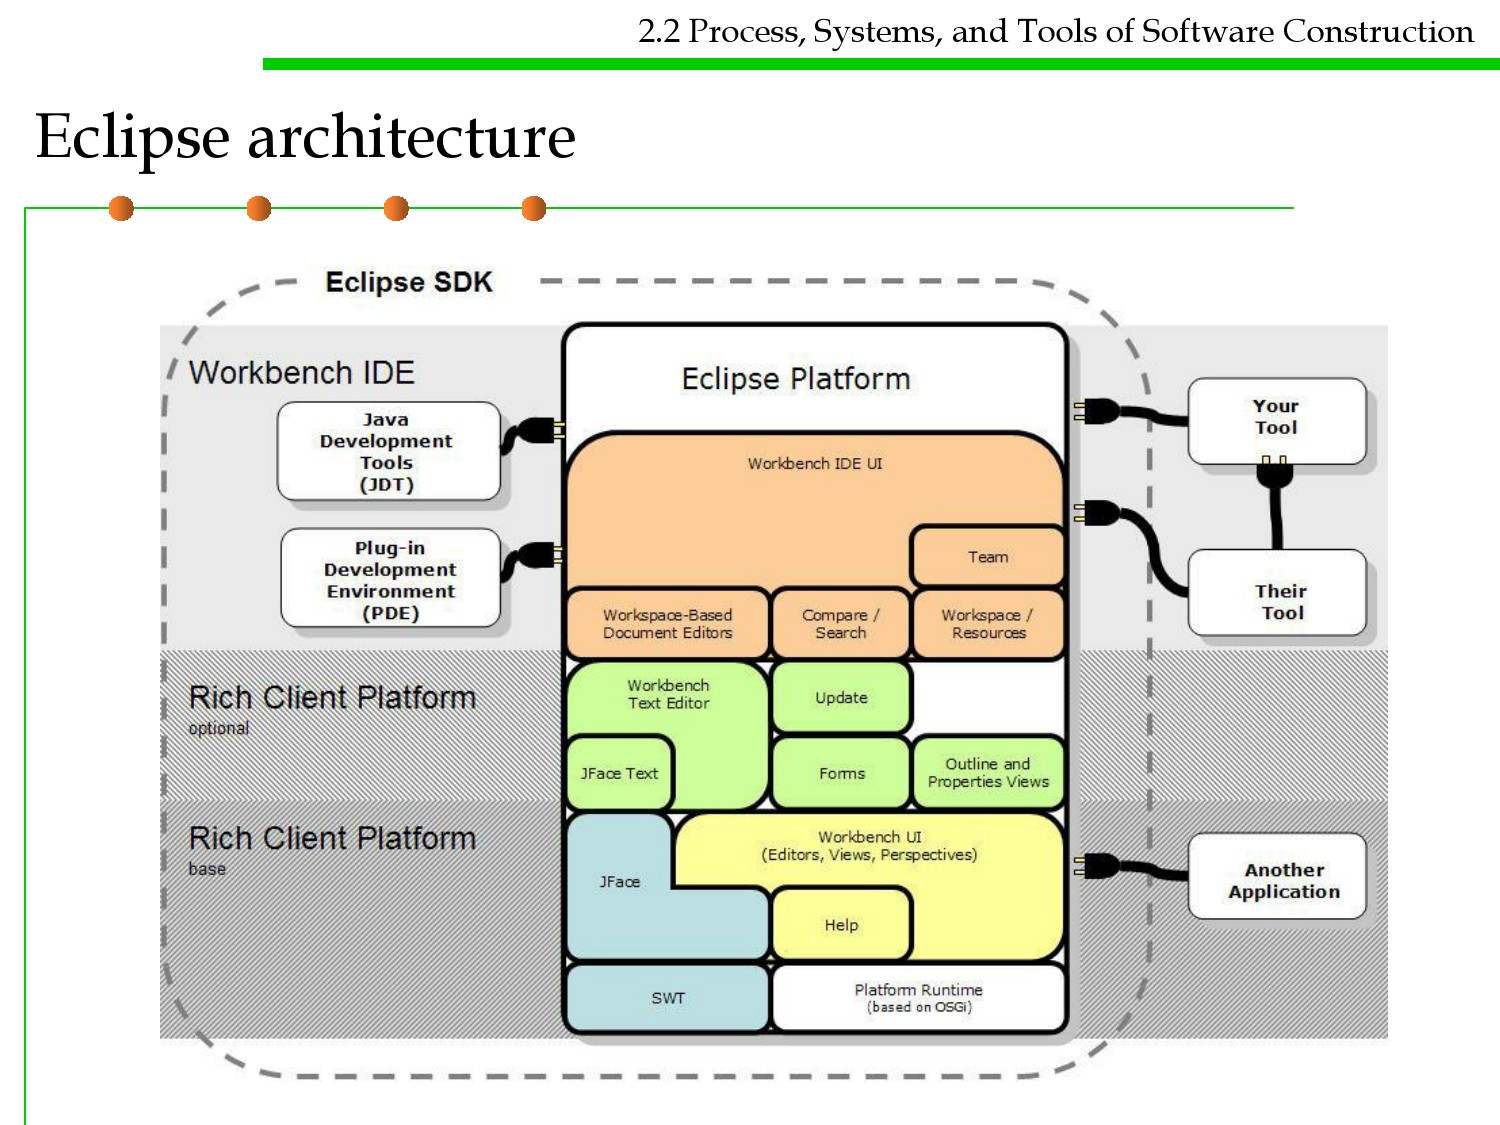 2.2 Process, Systems, and Tools of Software Construction
Eclipse architecture
Eclipse SDK
Workbench IDE
Java
Development
Tools
(JDT)
Plug-in
Development
Environment
(PDE)
Eclipse Platform
Workbench IDE UI
Team
Workspace-Based
Document Editors
Compare /
Search
Workspace /
Resources
Your
Tool
Their
Tool
Rich Client Platform
optional
Workbench
Text Editor
Update
JFace Text
Forms
Outline and
Properties Views
Rich Client Platform
base
JFace
Workbench UI
(Editors, Views, Perspectives)
Help
SWT
Platform Runtime
(based on OSGi)
Another
Application